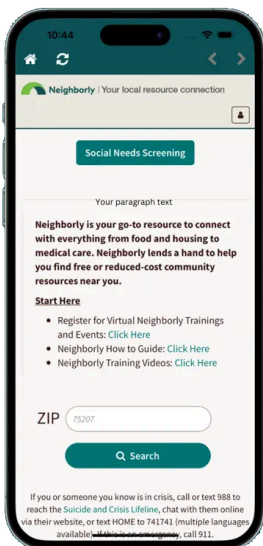 10:44
Neighborly | Your local resource connection
Social Needs Screening
Your paragraph text
Neighborly is your go-to resource to connect
with everything from food and housing to
medical care. Neighborly lends a hand to help
you find free or reduced-cost community
resources near you.
Start Here
• Register for Virtual Neighborly Trainings
and Events: Click Here
• Neighborly How to Guide: Click Here
• Neighborly Training Videos: Click Here
ZIP 75207
Search
If you or someone you know is in crisis, call or text 988 to
reach the Suicide and Crisis Lifeline, chat with them online
via their website, or text HOME to 741741 (multiple languages
available). If this is an emergency, call 911.